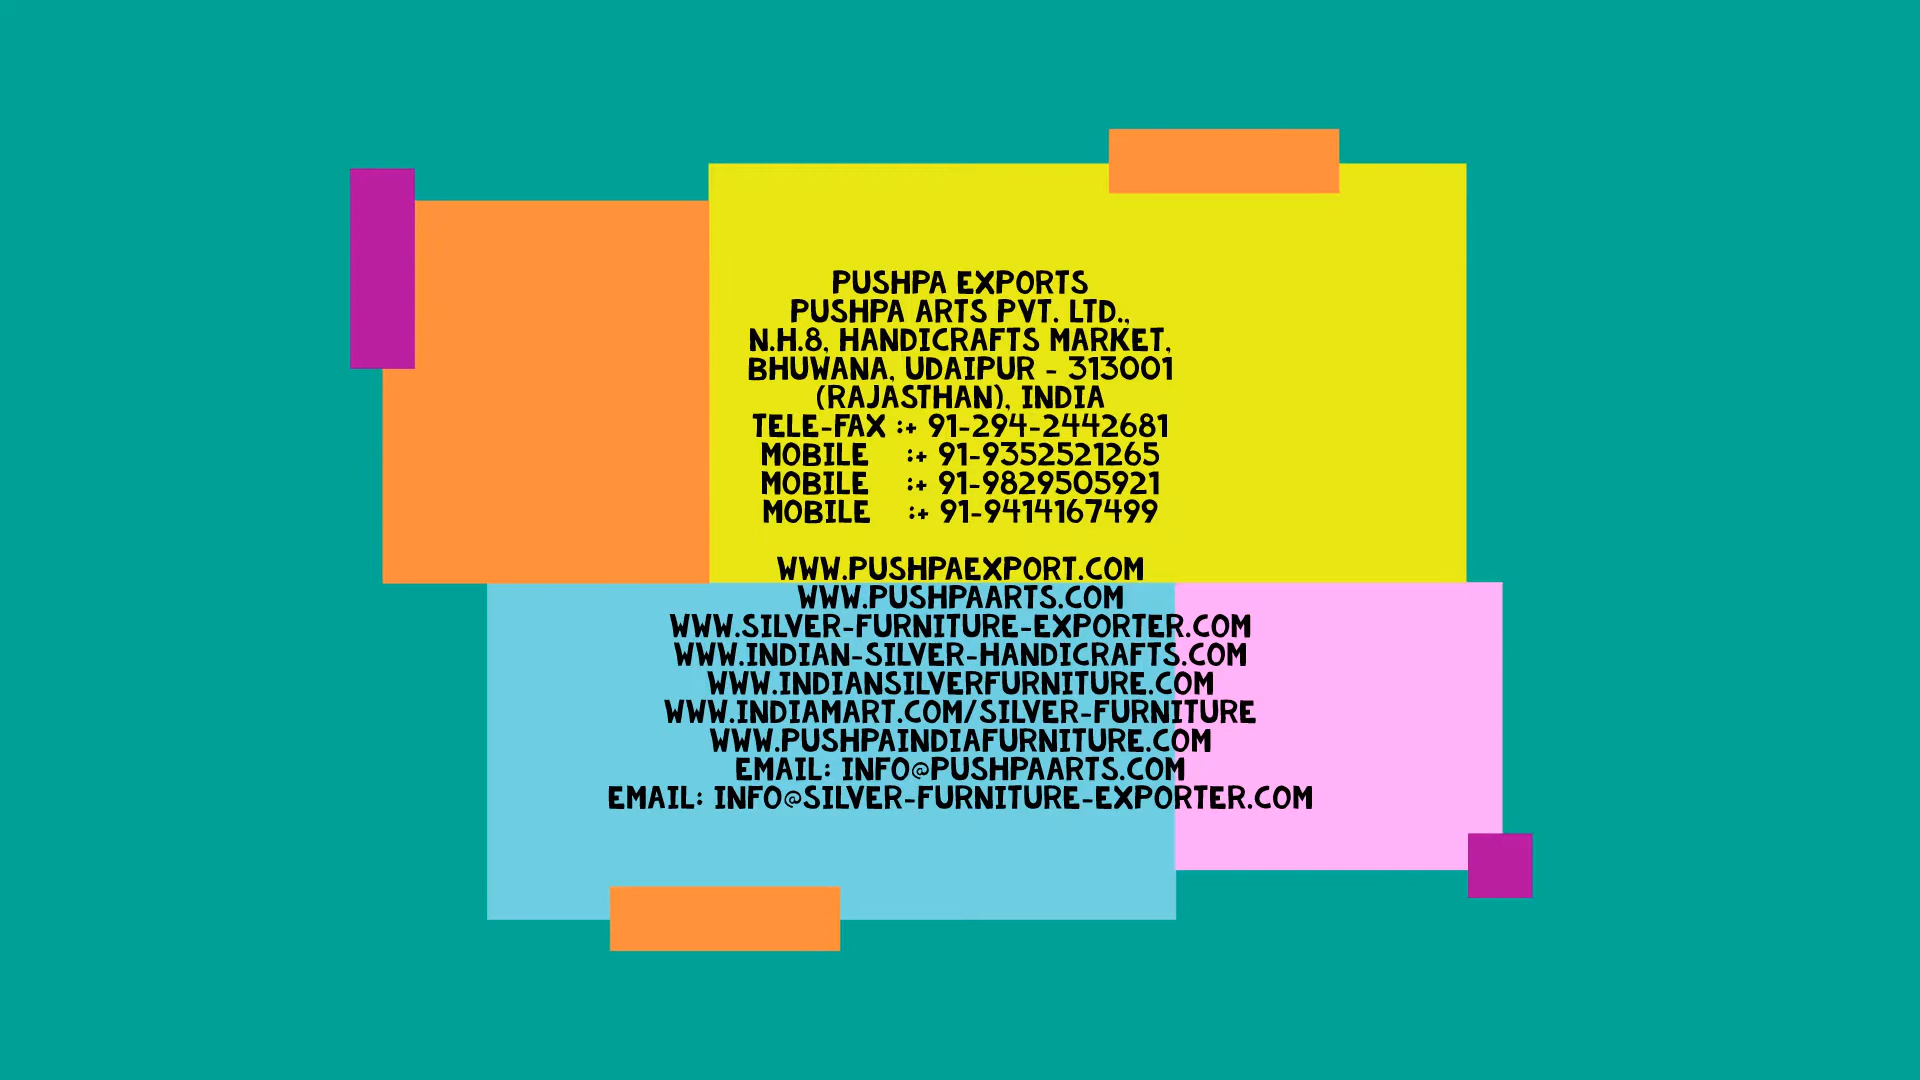 PUSHPA EXPORTS
PUSHPA ARTS PVT. LTD.,
N.H.8, HANDICRAFTS MARKET,
BHUWANA, UDAIPUR - 313001
(RAJASTHAN), INDIA
TELE-FAX :+ 91-294-2442681
MOBILE :+ 91-9352521265
MOBILE :+ 91-9829505921
MOBILE :+ 91-9414167499
WWW.PUSHPAEXPORT.COM
WWW.PUSHPAARTS.COM
WWW.SILVER-FURNITURE-EXPORTER.COM
WWW.INDIAN-SILVER-HANDICRAFTS.COM
WWW.INDIANSILVERFURNITURE.COM
WWW.INDIAMART.COM/SILVER-FURNITURE
WWW.PUSHPAINDIAFURNITURE.COM
EMAIL: INFO@PUSHPAARTS.COM
EMAIL: INFO@SILVER-FURNITURE-EXPORTER.COM